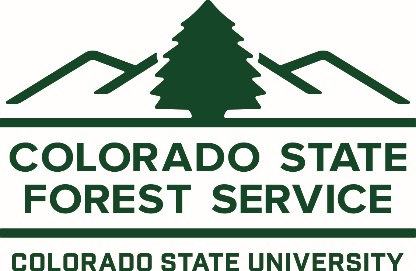 COLORADO STATE
FOREST SERVICE
COLORADO STATE UNIVERSITY